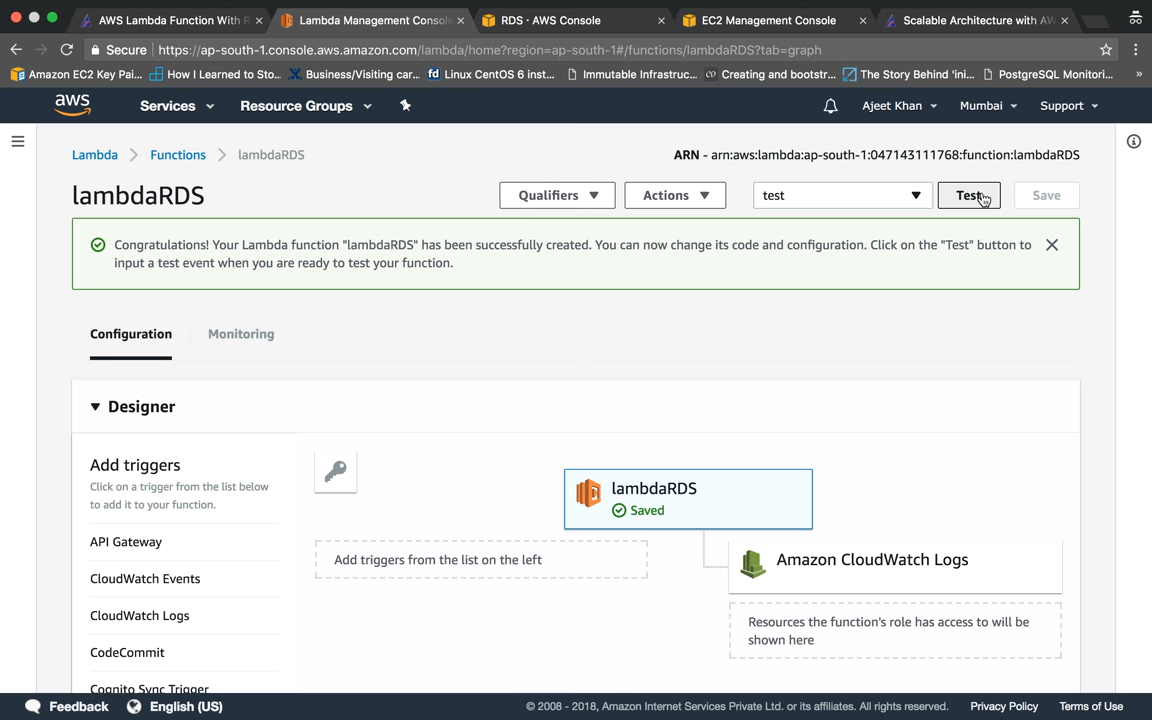 AWS Lambda Function With R
Lambda Management Console
RDS · AWS Console
EC2 Management Console
Scalable Architecture with AW
Secure
https://ap-south-1.console.aws.amazon.com/lambda/home?region=ap-south-1#/functions/lambdaRDS?tab=graph
Amazon EC2 Key Pai...
How I Learned to Sto...
Business/Visiting car...
fd Linux CentOS 6 inst...
Immutable Infrastruc...
Creating and bootstr...
The Story Behind 'ini...
PostgreSQL Monitori...
»
aws
Services
Resource Groups
Ajeet Khan
Mumbai
Support
Lambda
Functions
lambdaRDS
ARN - arn:aws:lambda:ap-south-1:047143111768:function:lambdaRDS
lambdaRDS
Qualifiers
Actions
test
Test
Save
Congratulations! Your Lambda function "lambdaRDS" has been successfully created. You can now change its code and configuration. Click on the "Test" button to
input a test event when you are ready to test your function.
Configuration
Monitoring
Designer
Add triggers
Click on a trigger from the list below
to add it to your function.
API Gateway
CloudWatch Events
CloudWatch Logs
CodeCommit
Cognito Sync Trigger
lambdaRDS
Saved
Add triggers from the list on the left
Amazon CloudWatch Logs
Resources the function's role has access to will be
shown here
Feedback
English (US)
© 2008 - 2018, Amazon Internet Services Private Ltd. or its affiliates. All rights reserved.
Privacy Policy
Terms of Use